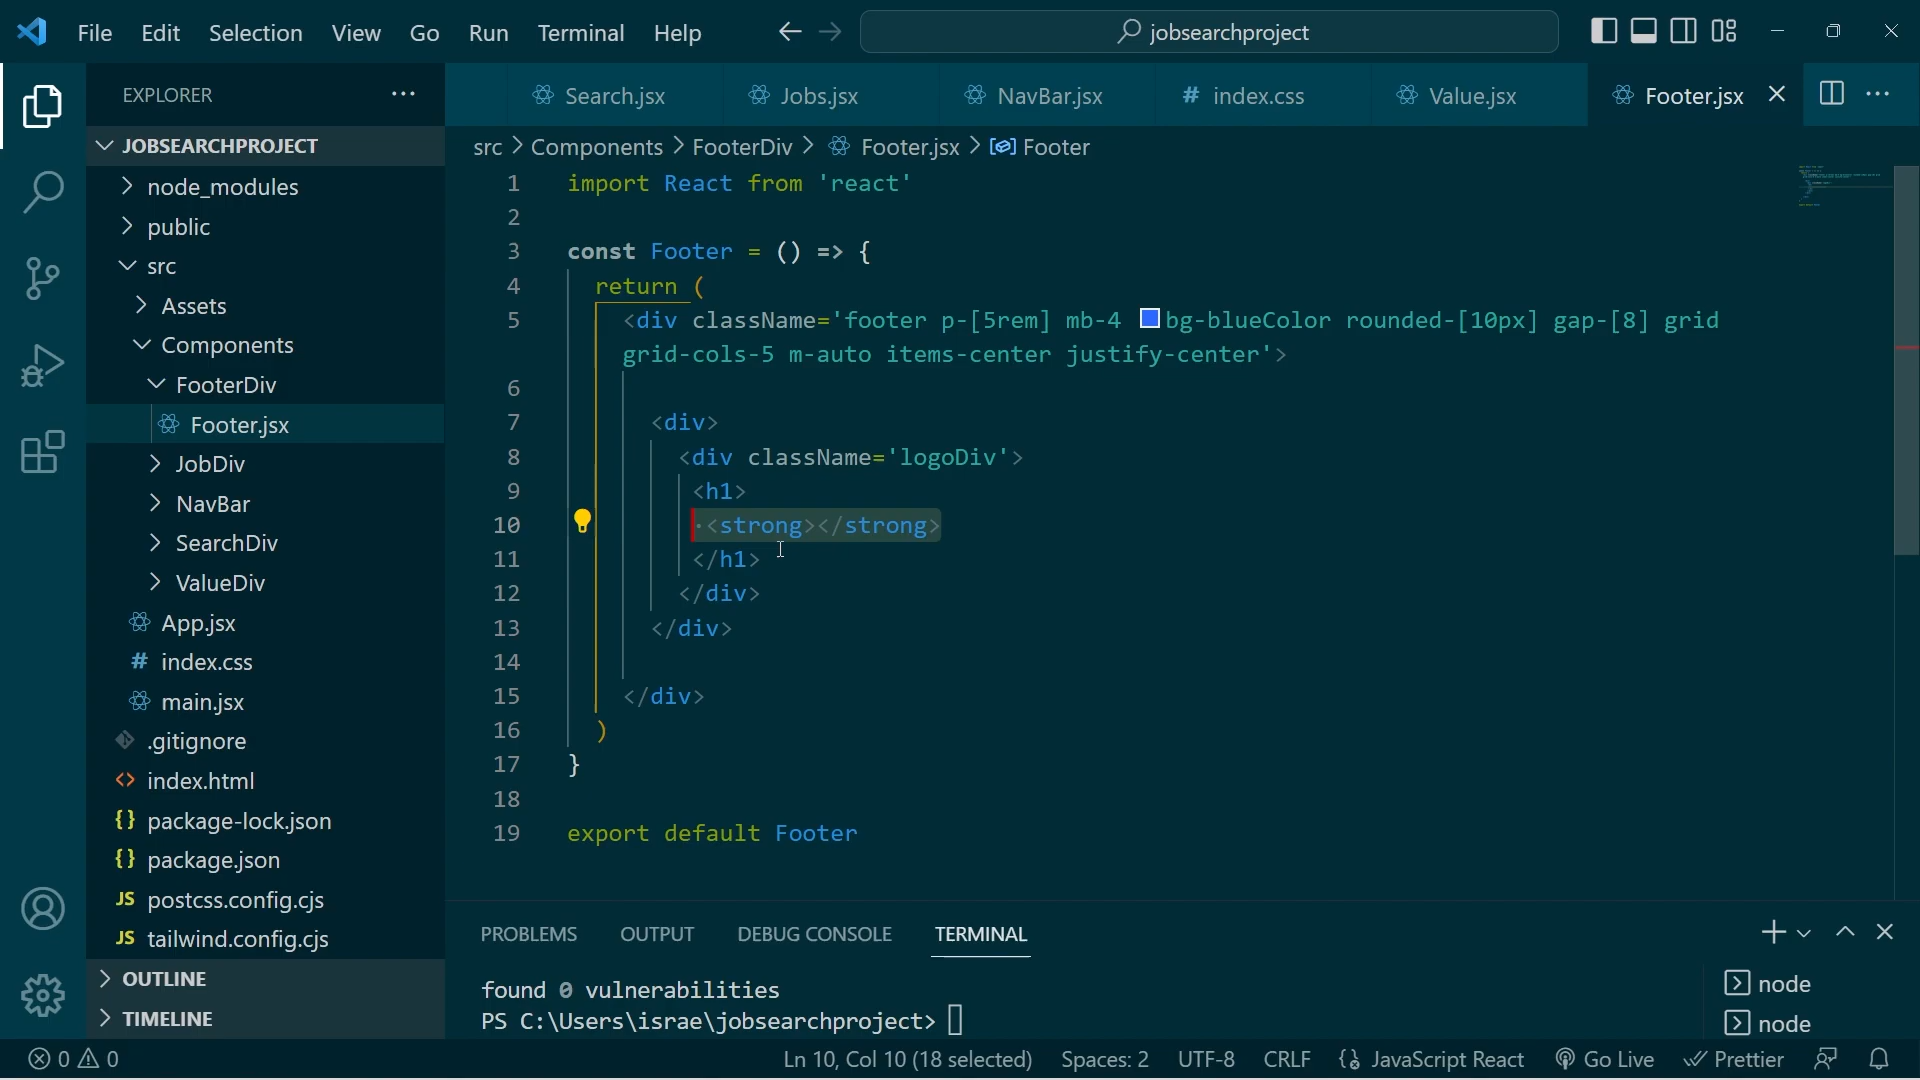 File Edit Selection View Go Run Terminal Help
jobsearchproject
EXPLORER
JOBSEARCHPROJECT
node_modules
public
src
Assets
Components
FooterDiv
Footer.jsx
JobDiv
NavBar
SearchDiv
ValueDiv
App.jsx
# index.css
main.jsx
.gitignore
<> index.html
{} package-lock.json
{} package.json
JS postcss.config.cjs
JS tailwind.config.cjs
OUTLINE
TIMELINE
Search.jsx Jobs.jsx NavBar.jsx # index.css Value.jsx Footer.jsx
src > Components > FooterDiv > Footer.jsx > Footer
1 import React from 'react'
2
3 const Footer = () => {
4 return (
5 <div className='footer p-[5rem] mb-4 bg-blueColor rounded-[10px] gap-[8] grid
grid-cols-5 m-auto items-center justify-center'>
6
7 <div>
8 <div className='logoDiv'>
9 <h1>
10 <strong></strong>
11 </h1>
12 </div>
13 </div>
14
15 </div>
16 )
17 }
18
19 export default Footer
PROBLEMS OUTPUT DEBUG CONSOLE TERMINAL
found 0 vulnerabilities
PS C:\Users\israe\jobsearchproject>
node
node
0 0 Ln 10, Col 10 (18 selected) Spaces: 2 UTF-8 CRLF JavaScript React Go Live Prettier